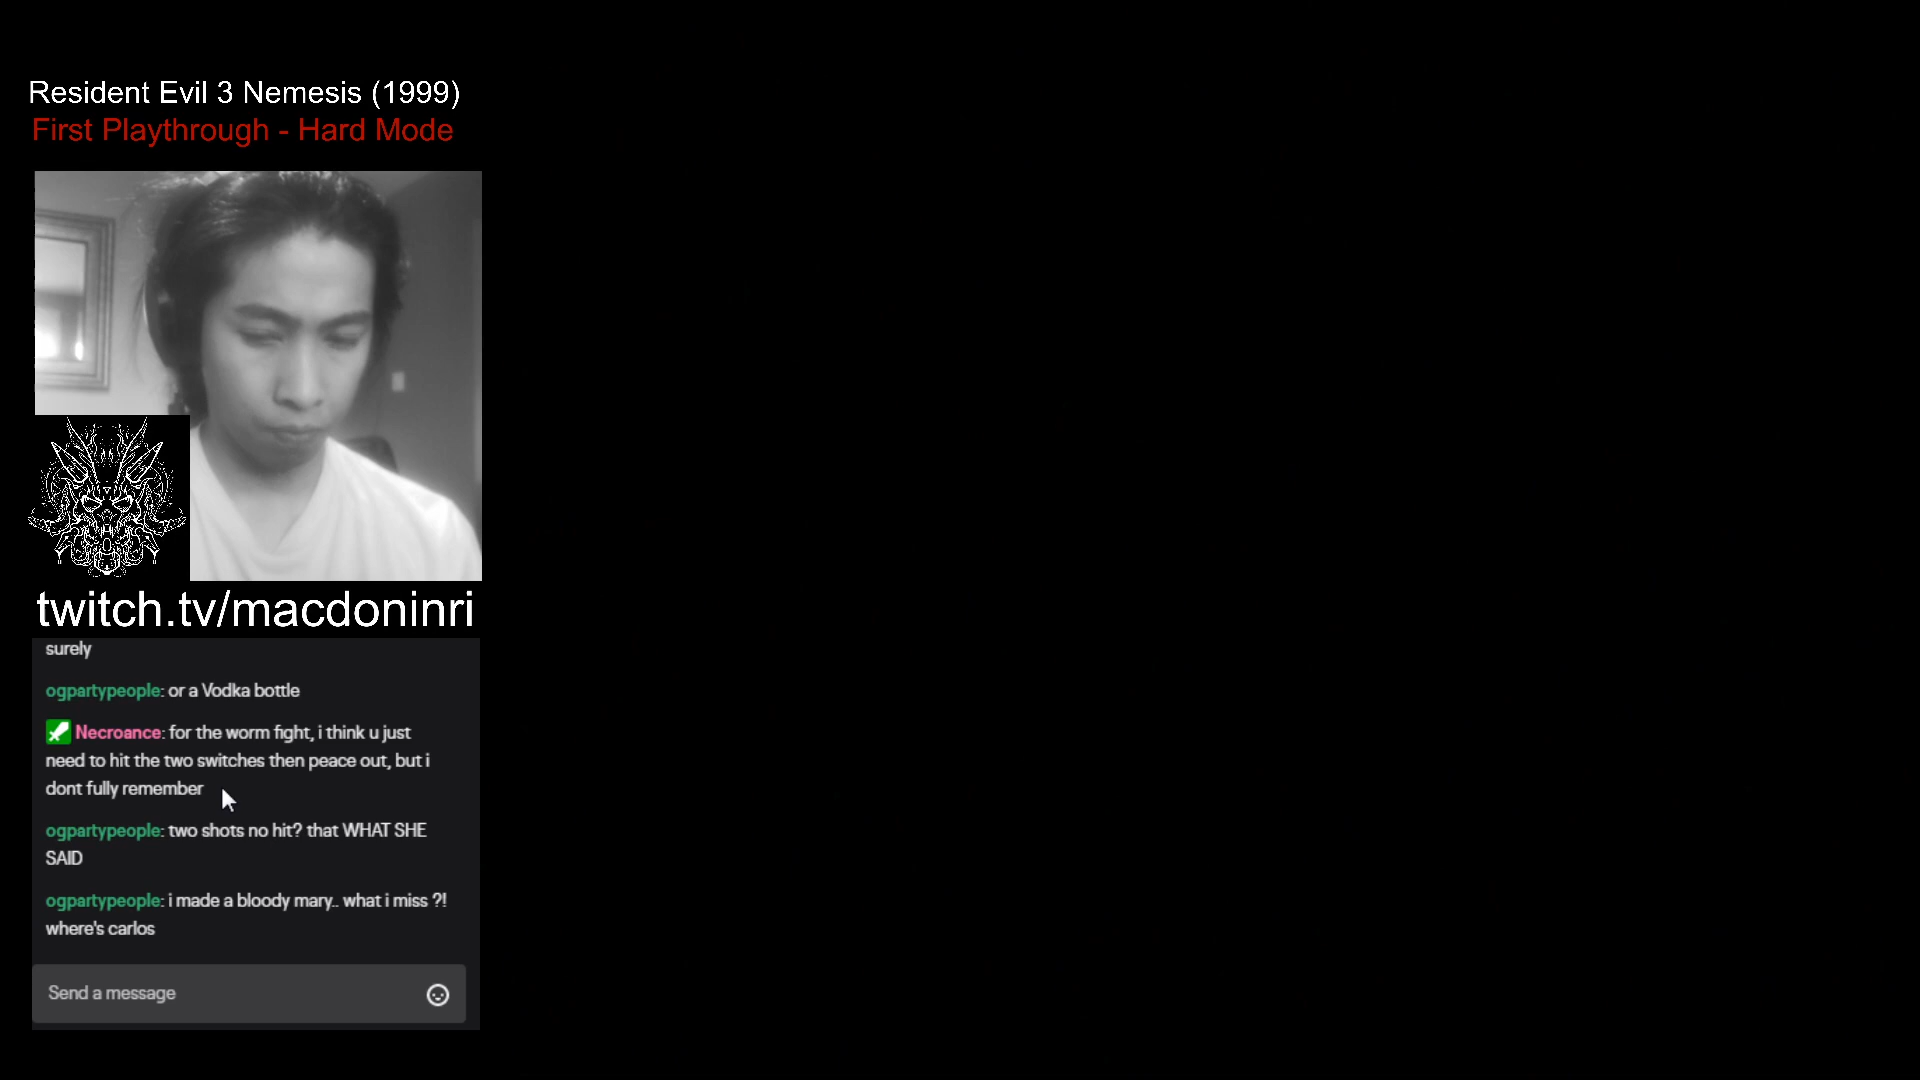 Resident Evil 3 Nemesis (1999)
First Playthrough - Hard Mode
twitch.tv/macdoninri
surely
ogpartypeople: or a Vodka bottle
Necroance: for the worm fight, i think u just
need to hit the two switches then peace out, but i
dont fully remember
ogpartypeople: two shots no hit? that WHAT SHE
SAID
ogpartypeople: i made a bloody mary.. what i miss ?!
where's carlos
Send a message